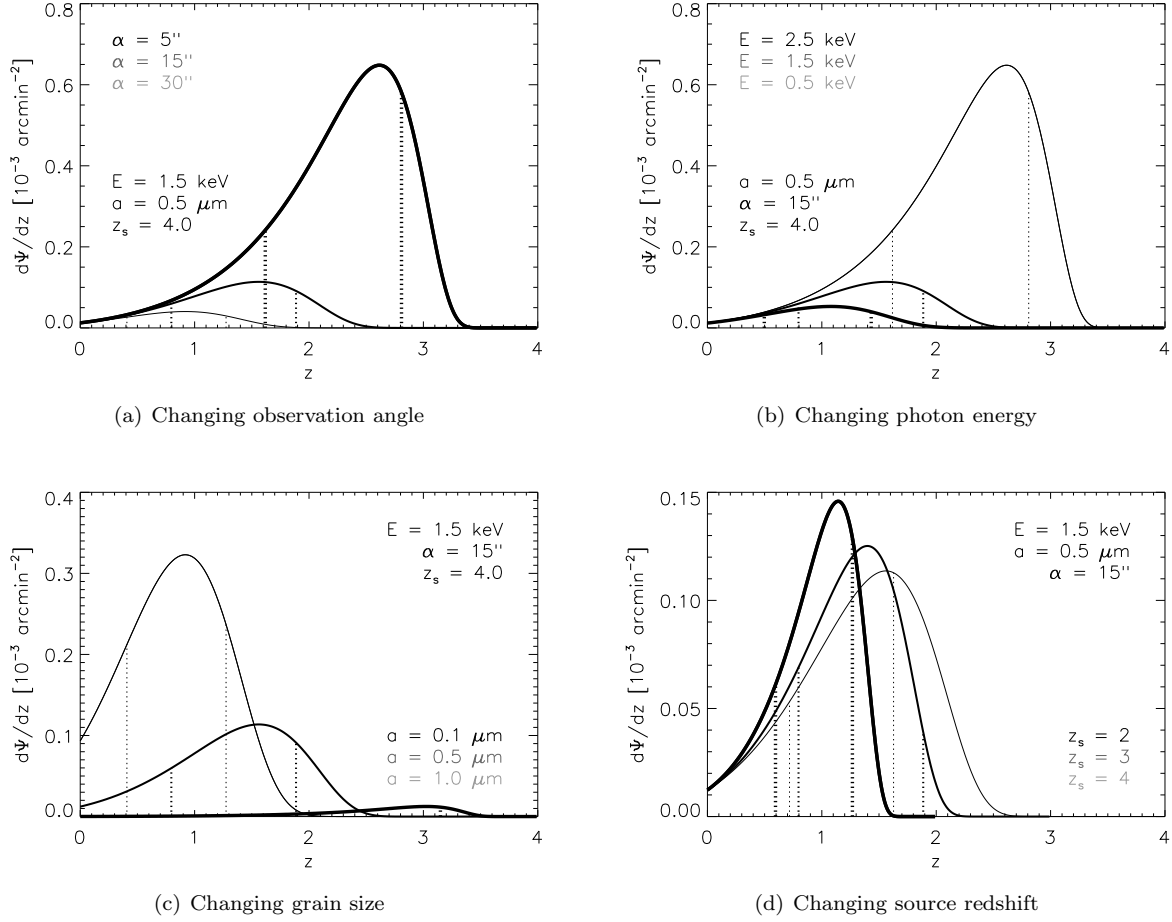 α = 5"
α = 15"
α = 30"
E = 1.5 keV
a = 0.5 μm
z_s = 4.0
dΨ/dz [10^-3 arcmin^-2]
0.8
0.6
0.4
0.2
0.0
0 1 2 3 4
z
(a) Changing observation angle
E = 2.5 keV
E = 1.5 keV
E = 0.5 keV
a = 0.5 μm
α = 15"
z_s = 4.0
dΨ/dz [10^-3 arcmin^-2]
0.8
0.6
0.4
0.2
0.0
0 1 2 3 4
z
(b) Changing photon energy
E = 1.5 keV
α = 15"
z_s = 4.0
a = 0.1 μm
a = 0.5 μm
a = 1.0 μm
dΨ/dz [10^-3 arcmin^-2]
0.4
0.3
0.2
0.1
0.0
0 1 2 3 4
z
(c) Changing grain size
E = 1.5 keV
a = 0.5 μm
α = 15"
z_s = 2
z_s = 3
z_s = 4
dΨ/dz [10^-3 arcmin^-2]
0.15
0.10
0.05
0.00
0 1 2 3 4
z
(d) Changing source redshift